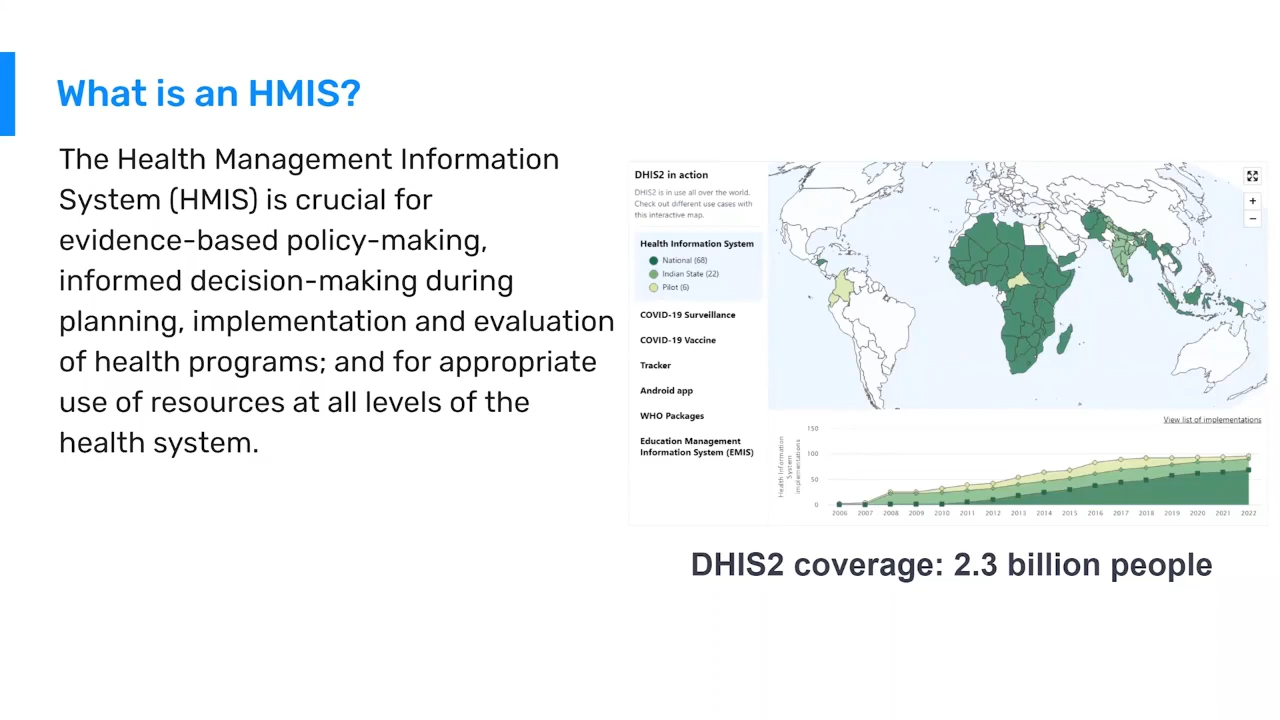 What is an HMIS?
The Health Management Information
System (HMIS) is crucial for
evidence-based policy-making,
informed decision-making during
planning, implementation and evaluation
of health programs; and for appropriate
use of resources at all levels of the
health system.
DHIS2 in action
DHIS2 is in use all over the world.
Check out different use cases with
this interactive map.
Health Information System
National (68)
Indian State (22)
Pilot (6)
COVID-19 Surveillance
COVID-19 Vaccine
Tracker
Android app
WHO Packages
Education Management
Information System (EMIS)
+
−
View list of implementations
Health Information
System
implementations
150
100
50
0
2006 2007 2008 2009 2010 2011 2012 2013 2014 2015 2016 2017 2018 2019 2020 2021 2022
DHIS2 coverage: 2.3 billion people